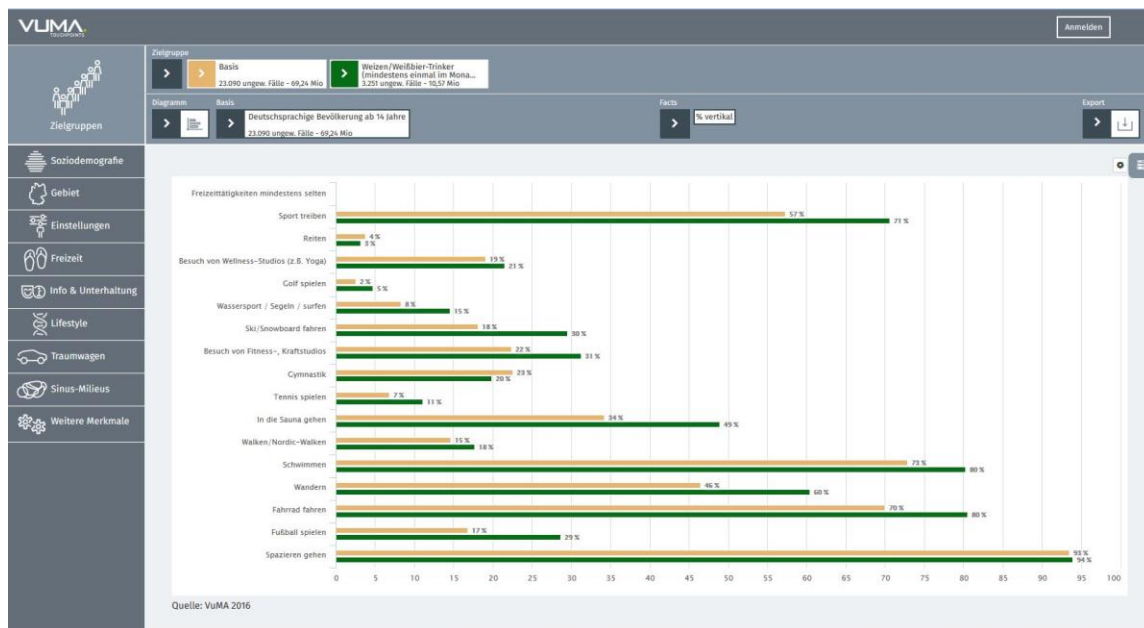 VUMA
TOUCHPOINTS
Anmelden
Zielgruppen
Zielgruppe
Basis
23.090 ungew. Fälle - 69,24 Mio
Weizen/Weißbier-Trinker
(mindestens einmal im Mona...
3.251 ungew. Fälle - 10,57 Mio
Diagramm
Basis
Deutschsprachige Bevölkerung ab 14 Jahre
23.090 ungew. Fälle - 69,24 Mio
Facts
% vertikal
Export
Soziodemografie
Gebiet
Einstellungen
Freizeit
Info & Unterhaltung
Lifestyle
Traumwagen
Sinus-Milieus
Weitere Merkmale
Freizeittätigkeiten mindestens selten
Sport treiben
57 %
71 %
Reiten
4 %
3 %
Besuch von Wellness-Studios (z.B. Yoga)
19 %
21 %
Golf spielen
2 %
5 %
Wassersport / Segeln / surfen
8 %
15 %
Ski/Snowboard fahren
18 %
30 %
Besuch von Fitness-, Kraftstudios
22 %
31 %
Gymnastik
23 %
20 %
Tennis spielen
7 %
11 %
In die Sauna gehen
34 %
49 %
Walken/Nordic-Walken
15 %
18 %
Schwimmen
73 %
80 %
Wandern
46 %
60 %
Fahrrad fahren
70 %
80 %
Fußball spielen
17 %
29 %
Spazieren gehen
93 %
94 %
0 5 10 15 20 25 30 35 40 45 50 55 60 65 70 75 80 85 90 95 100
Quelle: VuMA 2016